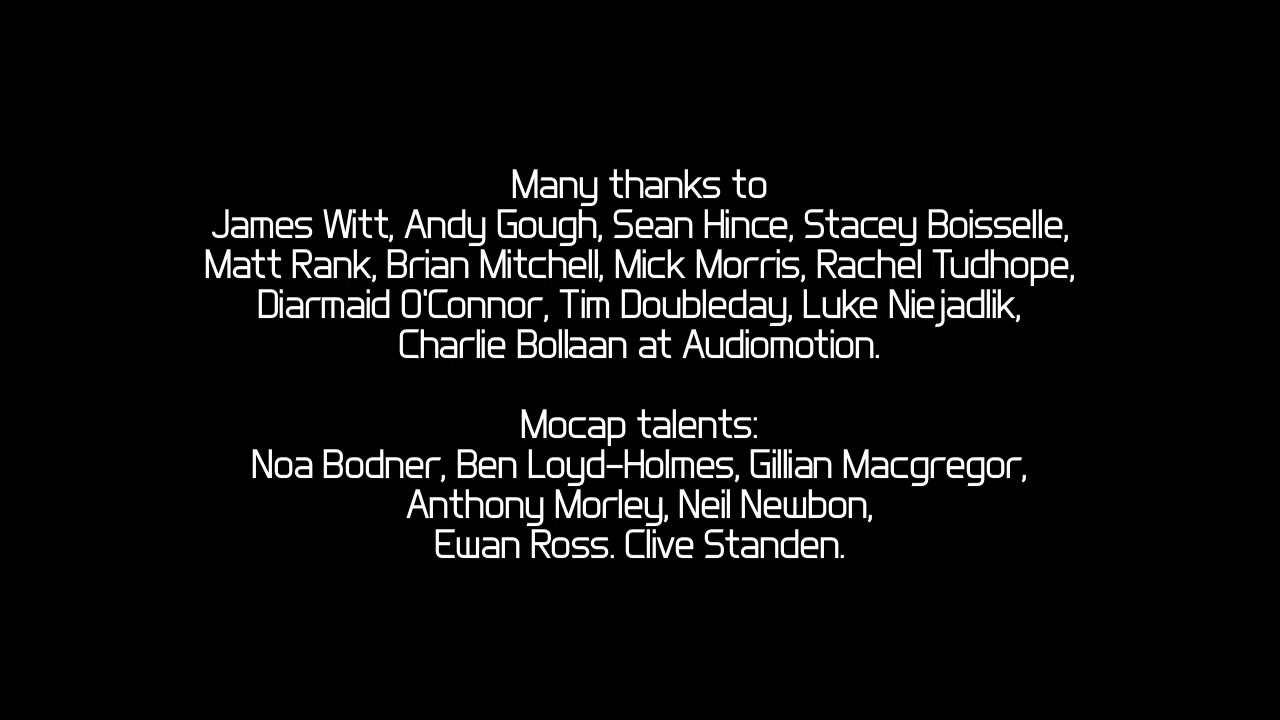 Many thanks to
James Witt, Andy Gough, Sean Hince, Stacey Boisselle,
Matt Rank, Brian Mitchell, Mick Morris, Rachel Tudhope,
Diarmaid O'Connor, Tim Doubleday, Luke Niejadlik,
Charlie Bollaan at Audiomotion.
Mocap talents:
Noa Bodner, Ben Loyd-Holmes, Gillian Macgregor,
Anthony Morley, Neil Newbon,
Ewan Ross. Clive Standen.